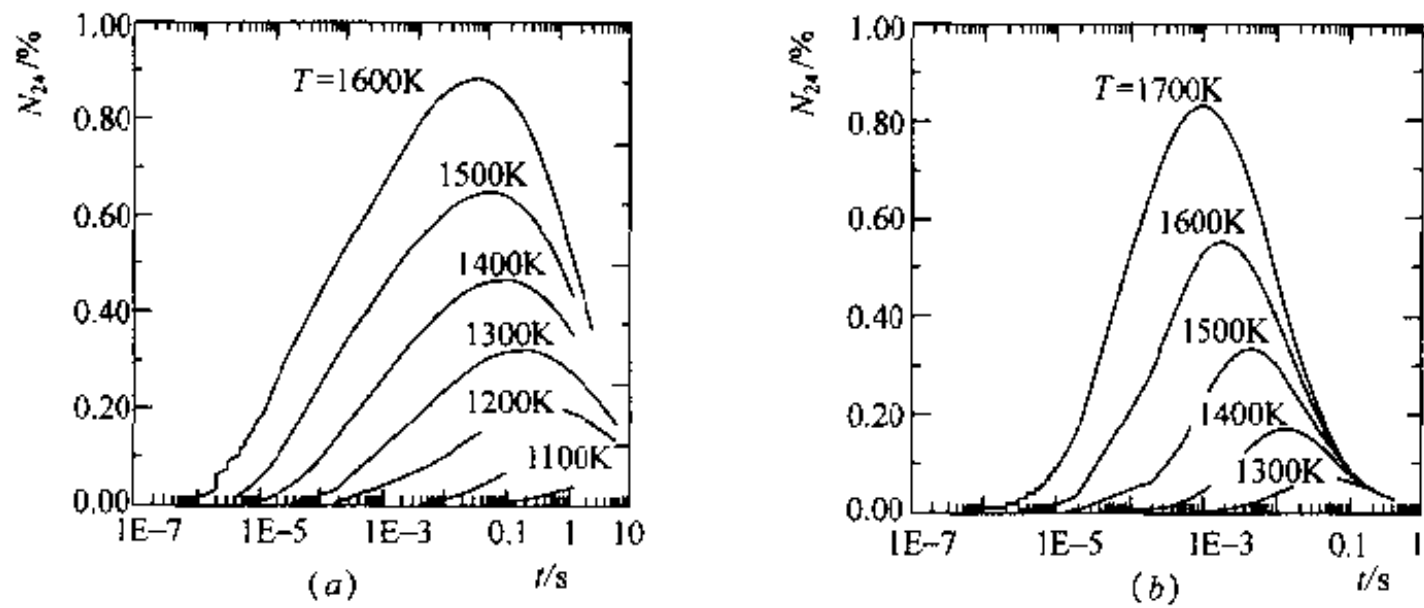 N₂₄/%
1.00
0.80
0.60
0.40
0.20
0.00
T=1600K
1500K
1400K
1300K
1200K
1100K
1E-7 1E-5 1E-3 0.1 1 10
(a) t/s
N₂₄/%
1.00
0.80
0.60
0.40
0.20
0.00
T=1700K
1600K
1500K
1400K
1300K
1E-7 1E-5 1E-3 0.1 1
(b) t/s